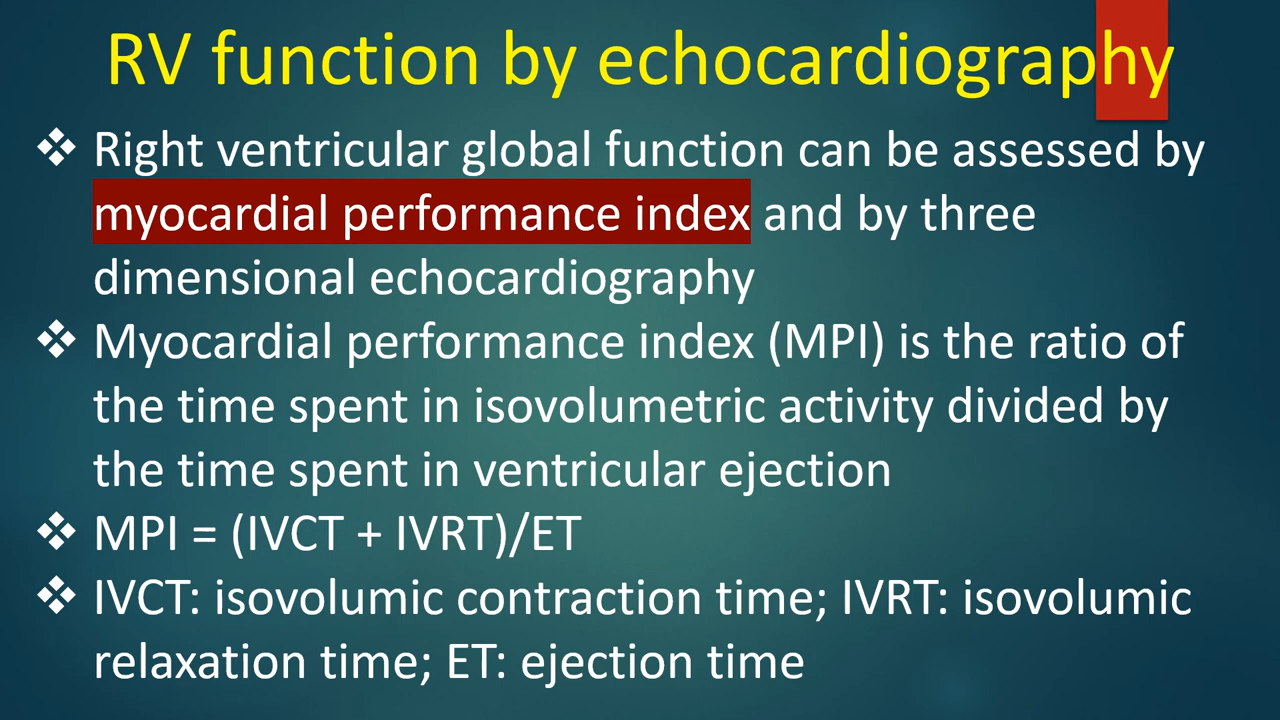 RV function by echocardiography
❖ Right ventricular global function can be assessed by
myocardial performance index and by three
dimensional echocardiography
❖ Myocardial performance index (MPI) is the ratio of
the time spent in isovolumetric activity divided by
the time spent in ventricular ejection
❖ MPI = (IVCT + IVRT)/ET
❖ IVCT: isovolumic contraction time; IVRT: isovolumic
relaxation time; ET: ejection time